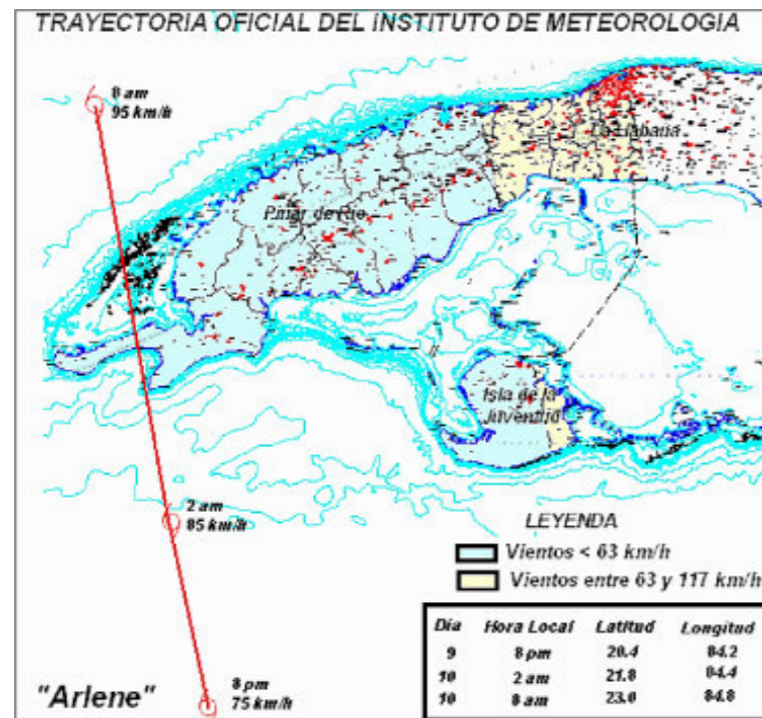 TRAYECTORIA OFICIAL DEL INSTITUTO DE METEOROLOGIA
8 am
95 km/h
La Habana
Pinar del Rio
Isla de la
Juventud
2 am
85 km/h
LEYENDA
Vientos < 63 km/h
Vientos entre 63 y 117 km/h
Día Hora Local Latitud Longitud
9 8 pm 20.4 84.2
10 2 am 21.8 84.4
10 8 am 23.0 84.8
8 pm
75 km/h
"Arlene"